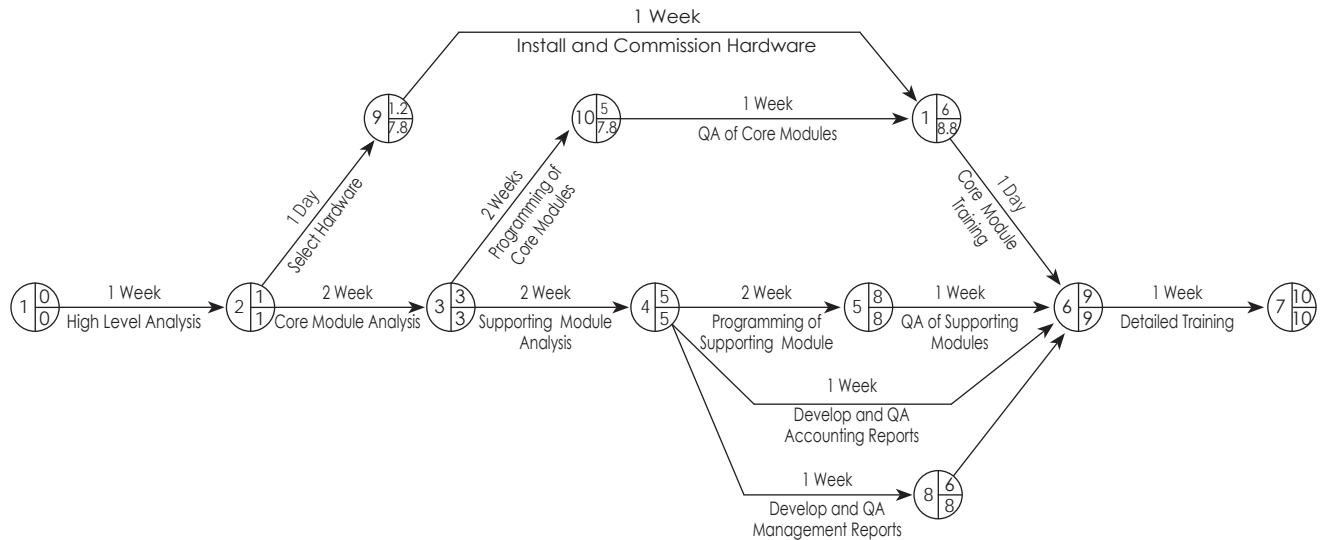 1 Week
Install and Commission Hardware
9 1.2 7.8
10 5 7.8
1 Week
QA of Core Modules
1 6 8.8
1 Day
Select Hardware
2 Weeks
Programming of
Core Modules
1 Day
Core Module
Training
1 0 0
1 Week
High Level Analysis
2 1 1
2 Week
Core Module Analysis
3 3 3
2 Week
Supporting Module
Analysis
4 5 5
2 Week
Programming of
Supporting Module
5 8 8
1 Week
QA of Supporting
Modules
6 9 9
1 Week
Detailed Training
7 10 10
1 Week
Develop and QA
Accounting Reports
1 Week
Develop and QA
Management Reports
8 6 8